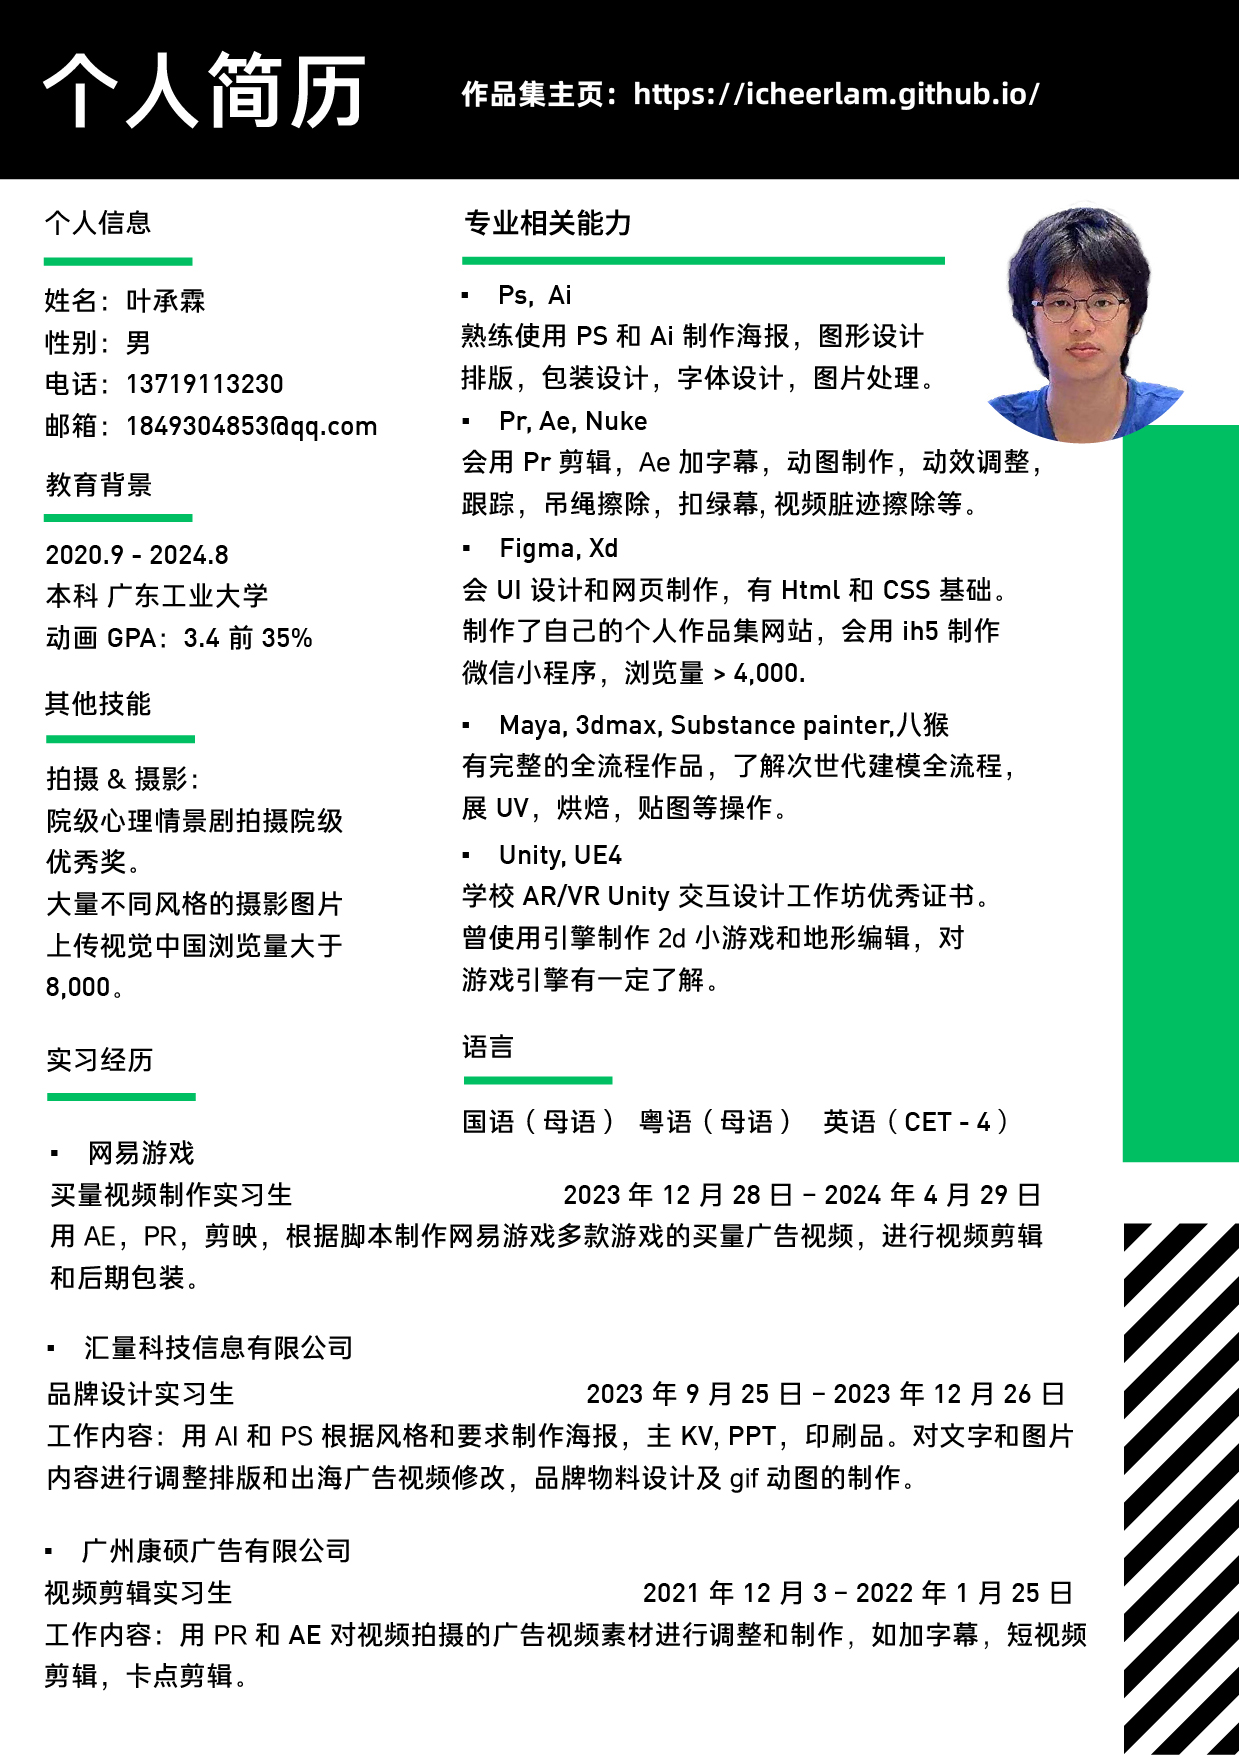 个人简历
作品集主页：https://icheerlam.github.io/
个人信息
姓名：叶承霖
性别：男
电话：13719113230
邮箱：1849304853@qq.com
教育背景
2020.9 - 2024.8
本科 广东工业大学
动画 GPA：3.4 前 35%
其他技能
拍摄 & 摄影：
院级心理情景剧拍摄院级
优秀奖。
大量不同风格的摄影图片
上传视觉中国浏览量大于
8,000。
专业相关能力
▪ Ps, Ai
熟练使用 PS 和 Ai 制作海报，图形设计
排版，包装设计，字体设计，图片处理。
▪ Pr, Ae, Nuke
会用 Pr 剪辑，Ae 加字幕，动图制作，动效调整，
跟踪，吊绳擦除，扣绿幕, 视频脏迹擦除等。
▪ Figma, Xd
会 UI 设计和网页制作，有 Html 和 CSS 基础。
制作了自己的个人作品集网站，会用 ih5 制作
微信小程序，浏览量 > 4,000.
▪ Maya, 3dmax, Substance painter,八猴
有完整的全流程作品，了解次世代建模全流程，
展 UV，烘焙，贴图等操作。
▪ Unity, UE4
学校 AR/VR Unity 交互设计工作坊优秀证书。
曾使用引擎制作 2d 小游戏和地形编辑，对
游戏引擎有一定了解。
语言
国语（母语） 粤语（母语） 英语（CET - 4）
实习经历
▪ 网易游戏
买量视频制作实习生 2023 年 12 月 28 日 – 2024 年 4 月 29 日
用 AE，PR，剪映，根据脚本制作网易游戏多款游戏的买量广告视频，进行视频剪辑
和后期包装。
▪ 汇量科技信息有限公司
品牌设计实习生 2023 年 9 月 25 日 – 2023 年 12 月 26 日
工作内容：用 AI 和 PS 根据风格和要求制作海报，主 KV, PPT，印刷品。对文字和图片
内容进行调整排版和出海广告视频修改，品牌物料设计及 gif 动图的制作。
▪ 广州康硕广告有限公司
视频剪辑实习生 2021 年 12 月 3 – 2022 年 1 月 25 日
工作内容：用 PR 和 AE 对视频拍摄的广告视频素材进行调整和制作，如加字幕，短视频
剪辑，卡点剪辑。